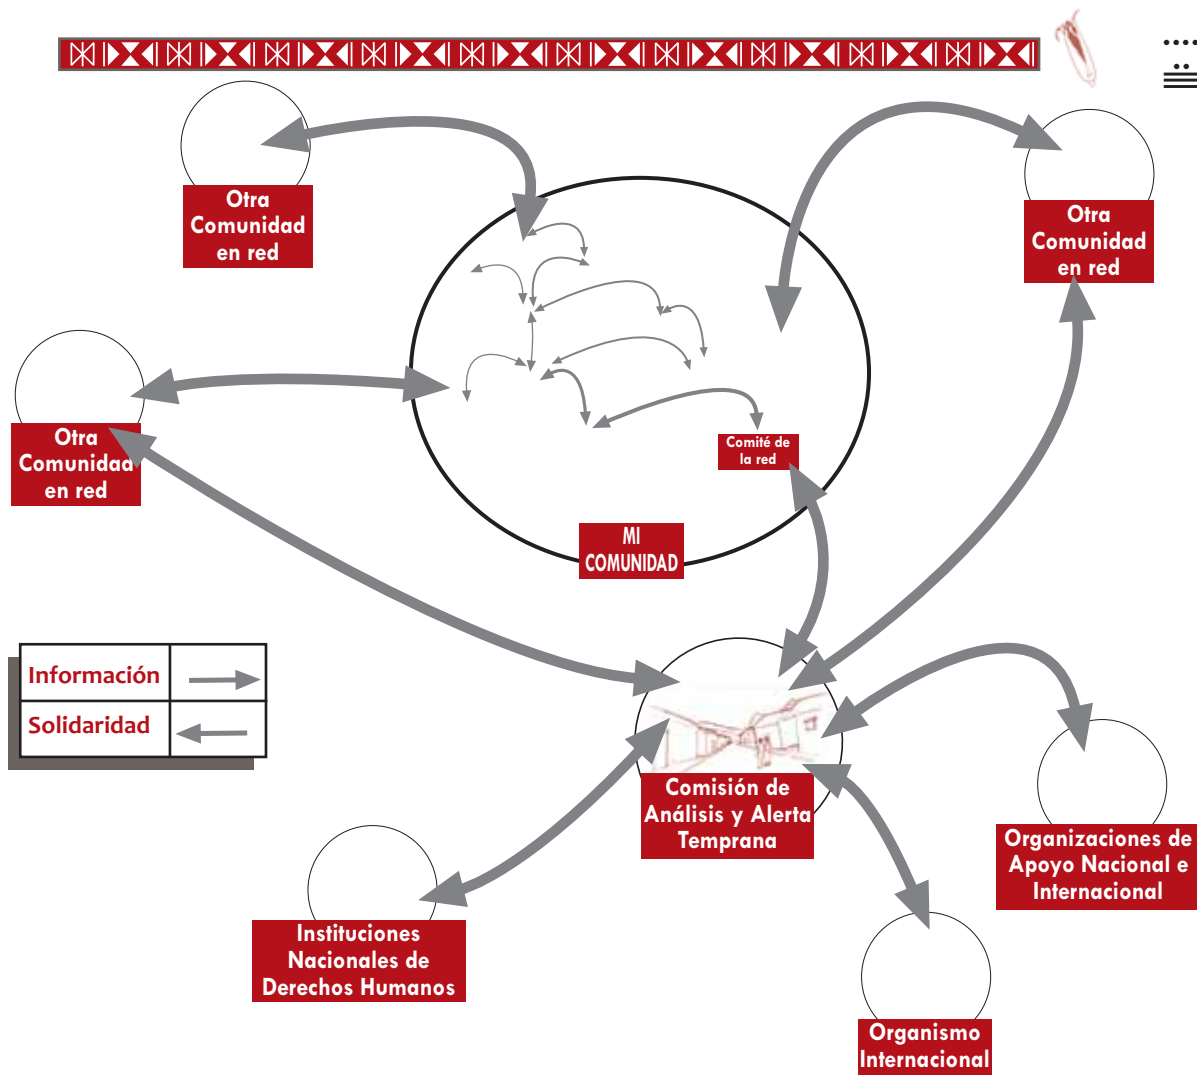 Otra
Comunidad
en red
Otra
Comunidad
en red
Otra
Comunidad
en red
Comité de
la red
MI
COMUNIDAD
Información
Solidaridad
Comisión de
Análisis y Alerta
Temprana
Organizaciones de
Apoyo Nacional e
Internacional
Instituciones
Nacionales de
Derechos Humanos
Organismo
Internacional